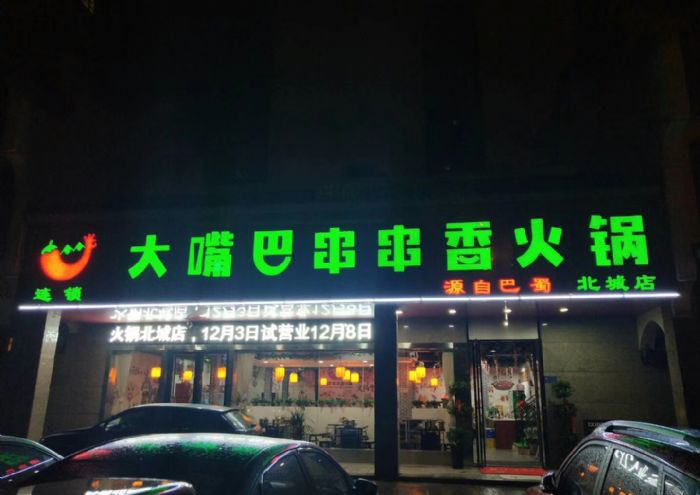 大嘴巴串串香火锅
连锁
源自巴蜀 北城店
火锅北城店，12月3日试营业12月8日